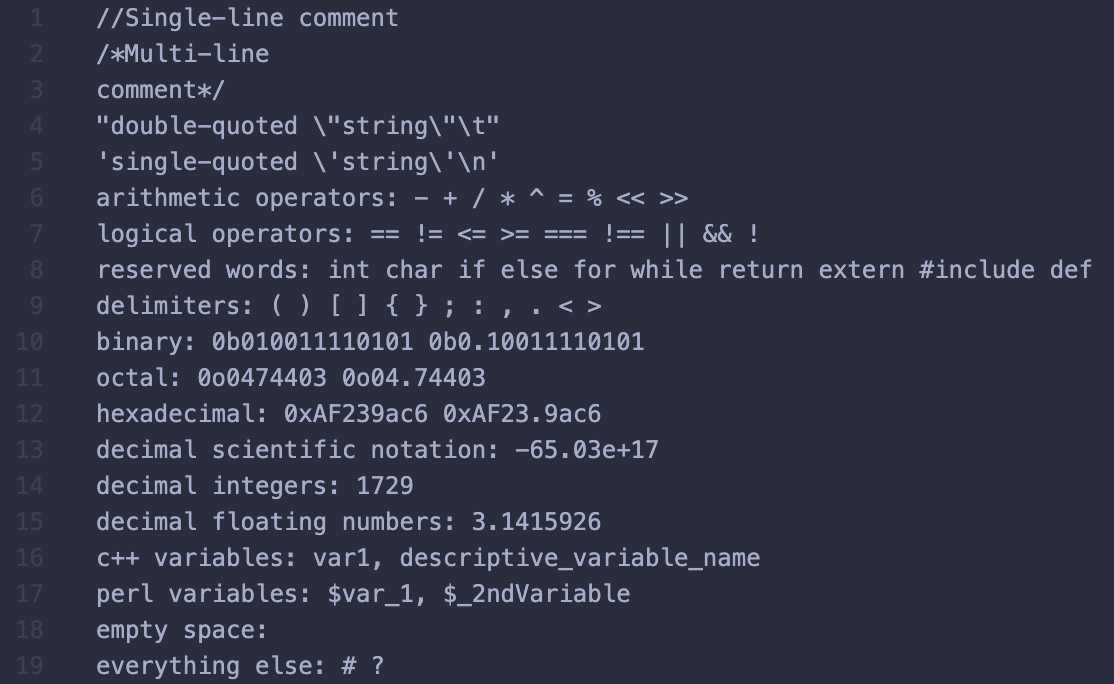 1 //Single-line comment
2 /*Multi-line
3 comment*/
4 "double-quoted \"string\"\t"
5 'single-quoted \'string\'\n'
6 arithmetic operators: - + / * ^ = % << >>
7 logical operators: == != <= >= === !== || && !
8 reserved words: int char if else for while return extern #include def
9 delimiters: ( ) [ ] { } ; : , . < >
10 binary: 0b010011110101 0b0.10011110101
11 octal: 0o0474403 0o04.74403
12 hexadecimal: 0xAF239ac6 0xAF23.9ac6
13 decimal scientific notation: -65.03e+17
14 decimal integers: 1729
15 decimal floating numbers: 3.1415926
16 c++ variables: var1, descriptive_variable_name
17 perl variables: $var_1, $_2ndVariable
18 empty space:
19 everything else: # ?